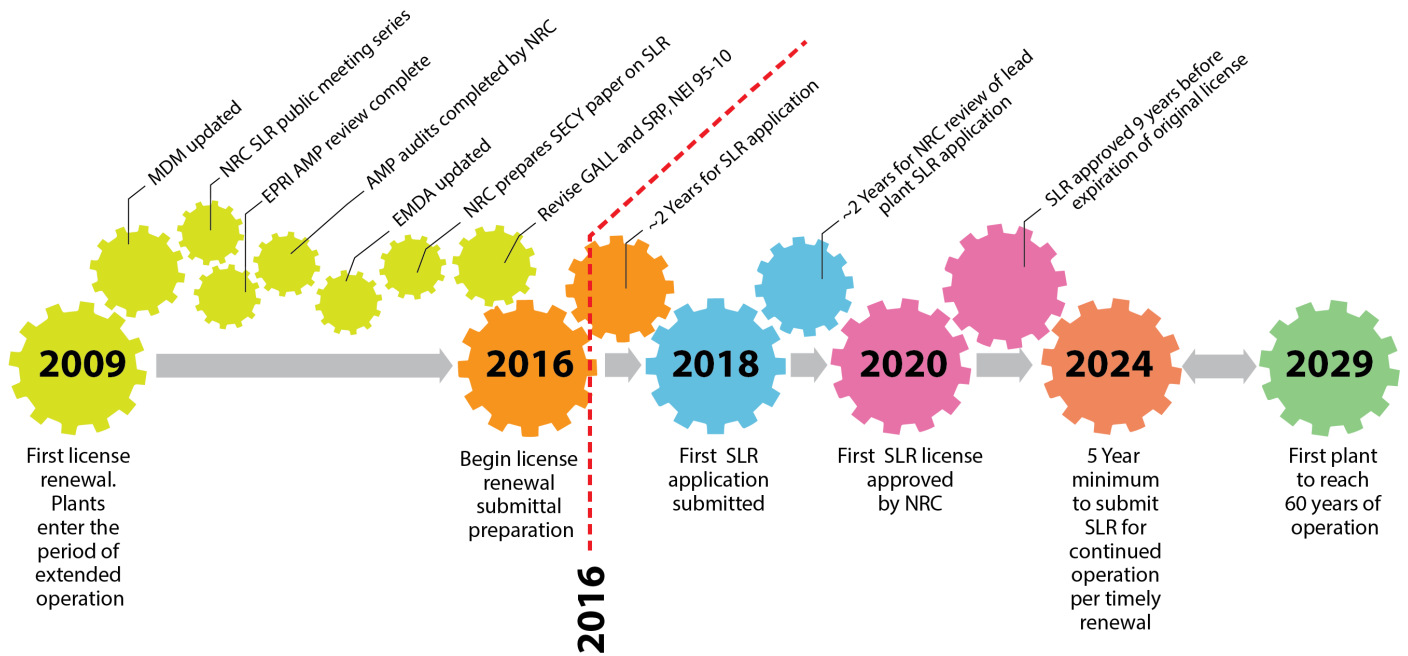 MDM updated
NRC SLR public meeting series
EPRI AMP review complete
AMP audits completed by NRC
EMDA updated
NRC prepares SECY paper on SLR
Revise GALL and SRP, NEI 95-10
~2 Years for SLR application
~2 Years for NRC review of lead
plant SLR application
SLR approved 9 years before
expiration of original license
2009
2016
2018
2020
2024
2029
First license
renewal.
Plants
enter the
period of
extended
operation
Begin license
renewal
submittal
preparation
First SLR
application
submitted
First SLR license
approved
by NRC
5 Year
minimum
to submit
SLR for
continued
operation
per timely
renewal
First plant
to reach
60 years of
operation
2016